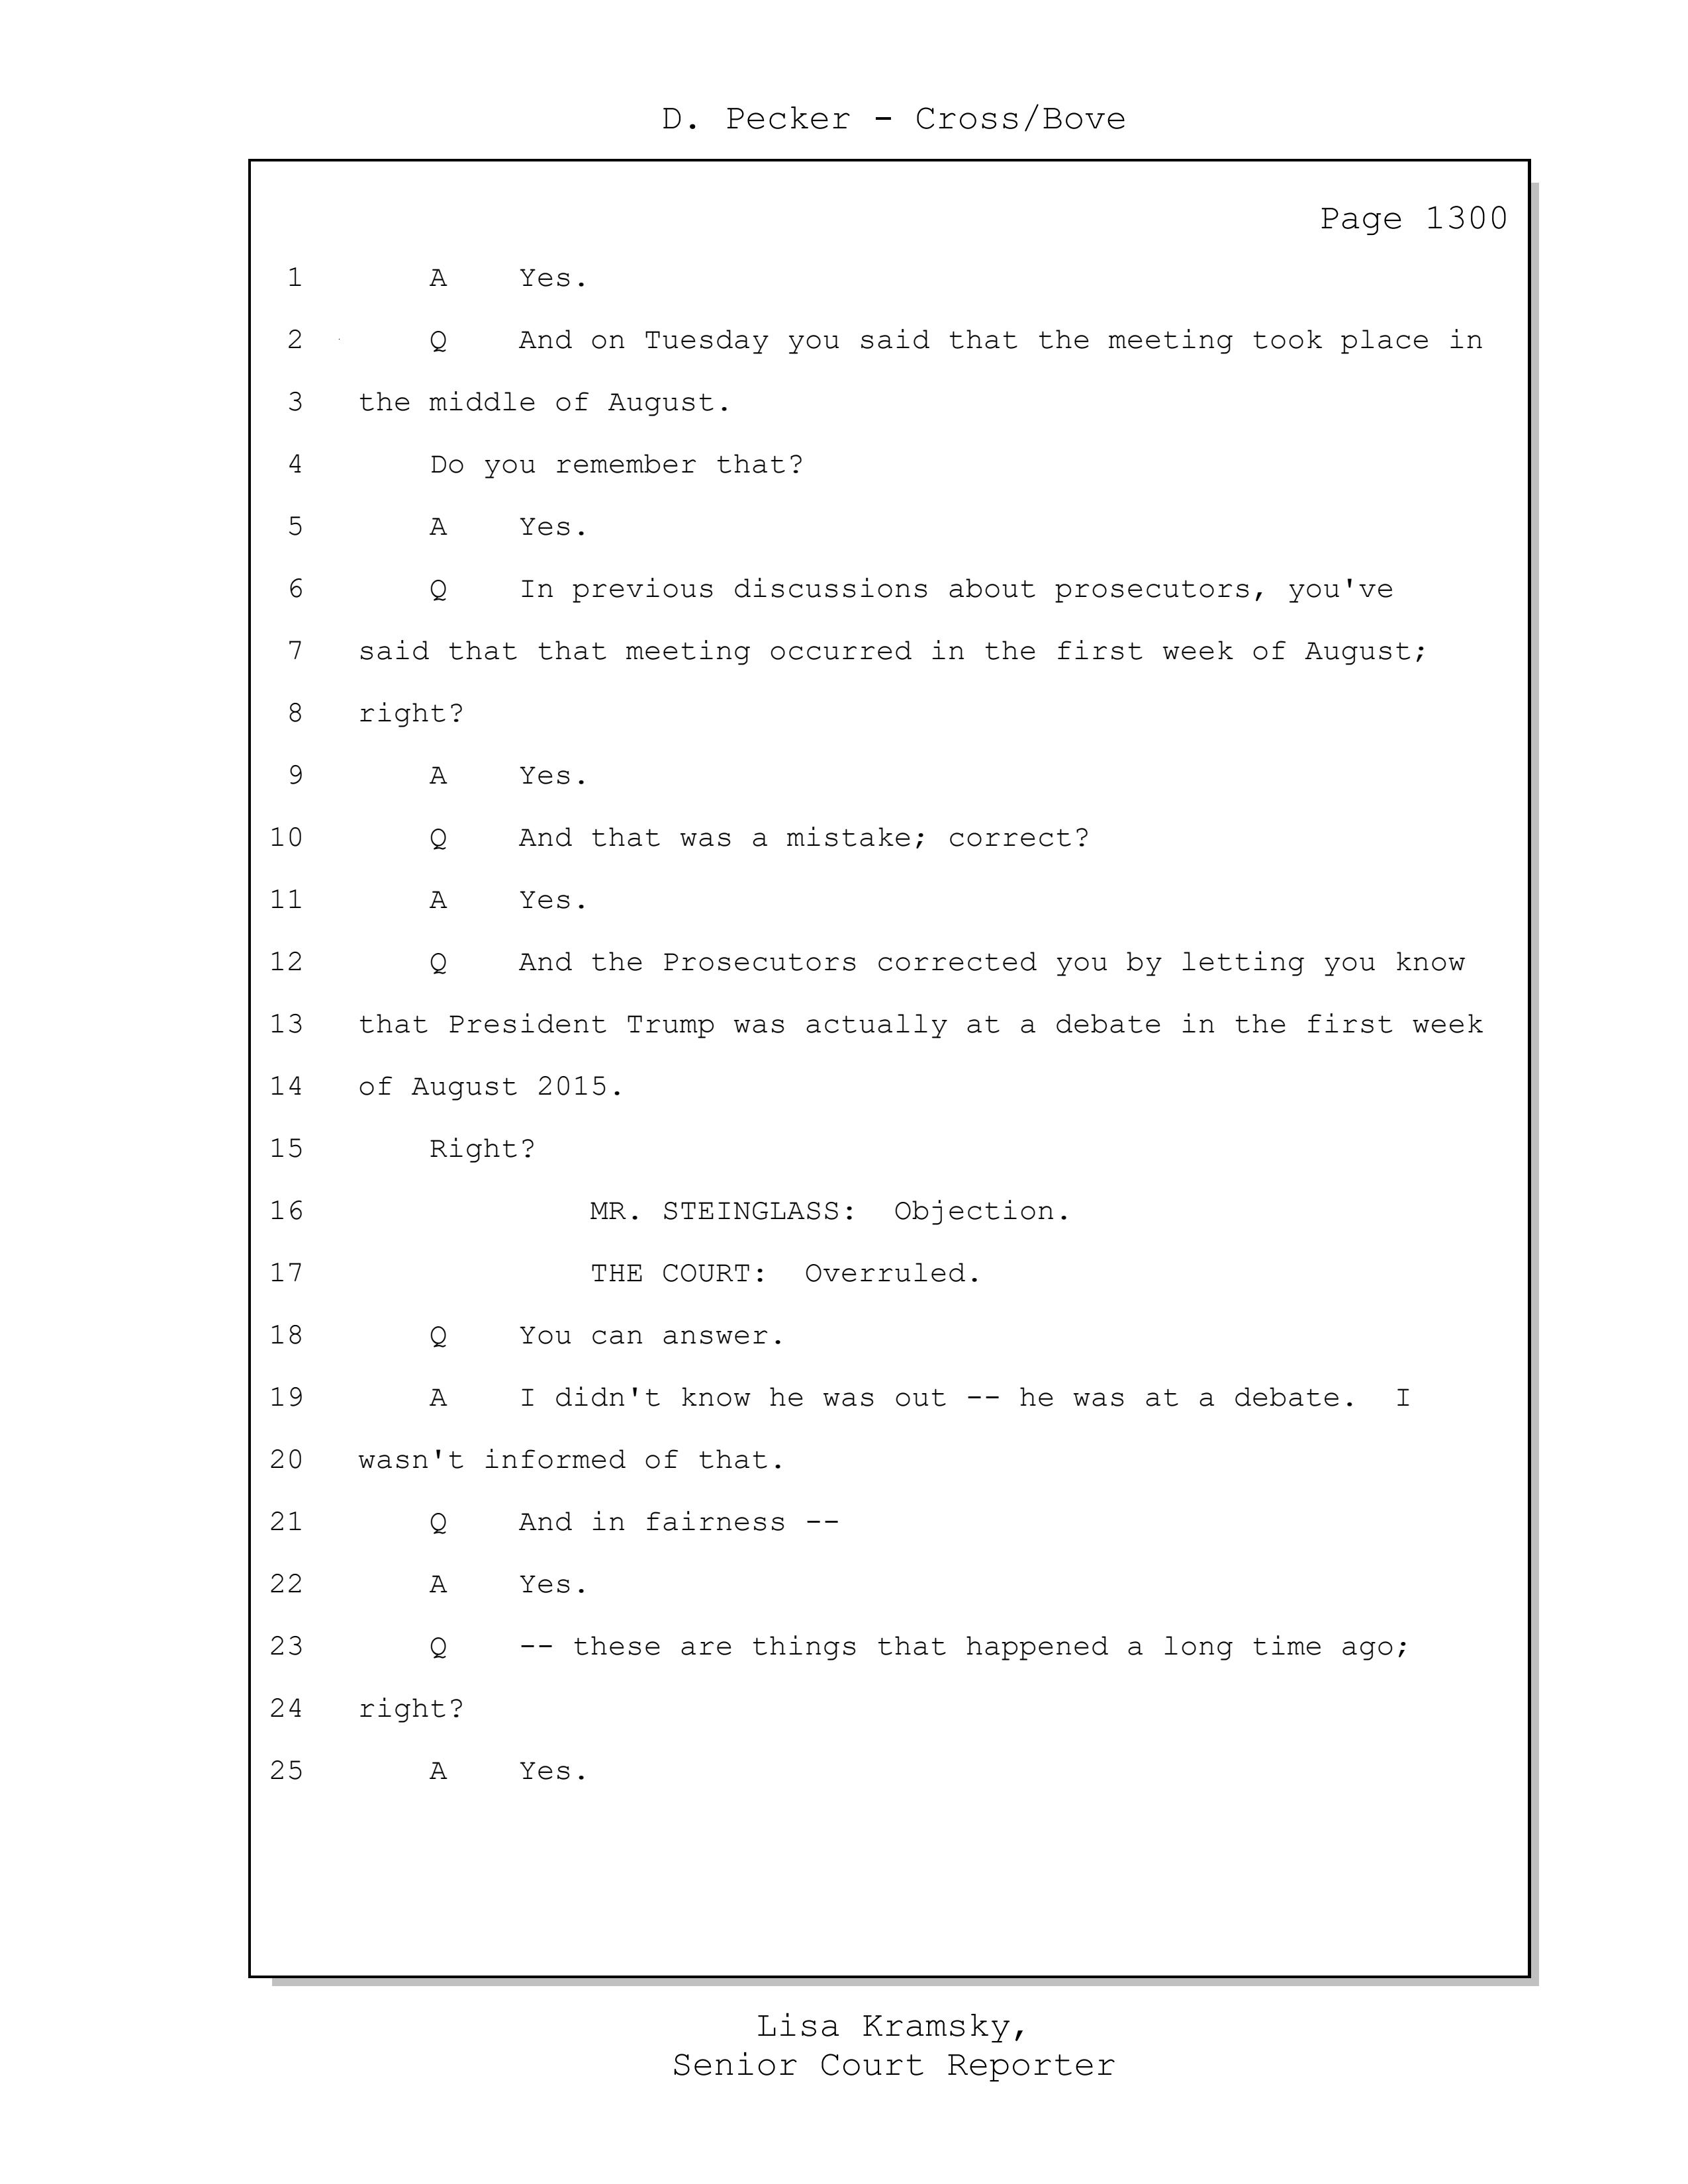 D. Pecker - Cross/Bove
Page 1300
1 A Yes.
2 Q And on Tuesday you said that the meeting took place in
3 the middle of August.
4 Do you remember that?
5 A Yes.
6 Q In previous discussions about prosecutors, you've
7 said that that meeting occurred in the first week of August;
8 right?
9 A Yes.
10 Q And that was a mistake; correct?
11 A Yes.
12 Q And the Prosecutors corrected you by letting you know
13 that President Trump was actually at a debate in the first week
14 of August 2015.
15 Right?
16 MR. STEINGLASS: Objection.
17 THE COURT: Overruled.
18 Q You can answer.
19 A I didn't know he was out -- he was at a debate. I
20 wasn't informed of that.
21 Q And in fairness --
22 A Yes.
23 Q -- these are things that happened a long time ago;
24 right?
25 A Yes.
Lisa Kramsky,
Senior Court Reporter